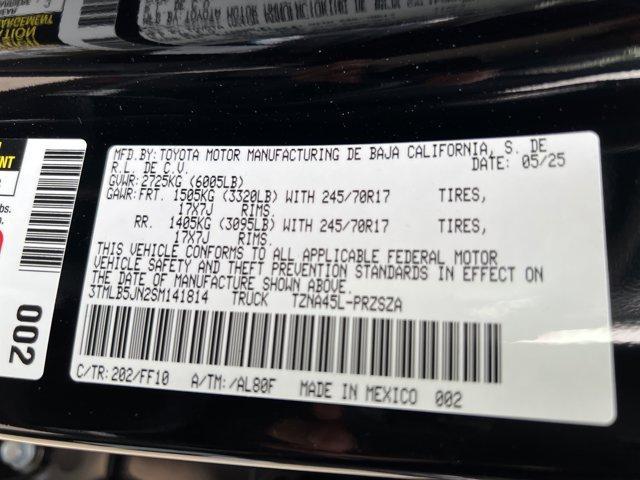 MFD.BY:TOYOTA MOTOR MANUFACTURING DE BAJA CALIFORNIA, S. DE
R.L. DE C.V. DATE: 05/25
GVWR:2725KG (6005LB)
GAWR:FRT. 1505KG (3320LB) WITH 245/70R17 TIRES,
17X7J RIMS.
RR. 1405KG (3095LB) WITH 245/70R17 TIRES,
17X7J RIMS.
THIS VEHICLE CONFORMS TO ALL APPLICABLE FEDERAL MOTOR
VEHICLE SAFETY AND THEFT PREVENTION STANDARDS IN EFFECT ON
THE DATE OF MANUFACTURE SHOWN ABOVE.
3TMLB5JN2SM141814 TRUCK TZNA45L-PRZSZA
C/TR:202/FF10 A/TM:/AL80F MADE IN MEXICO 002
002